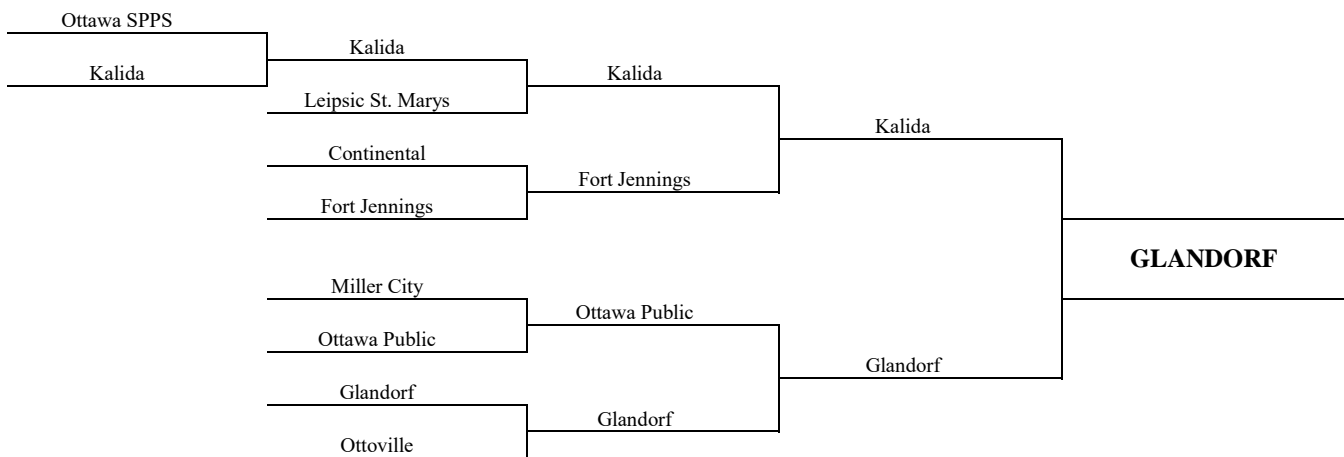 Ottawa SPPS
Kalida
Kalida
Kalida
Leipsic St. Marys
Kalida
Continental
Fort Jennings
Fort Jennings
GLANDORF
Miller City
Ottawa Public
Ottawa Public
Glandorf
Glandorf
Glandorf
Ottoville